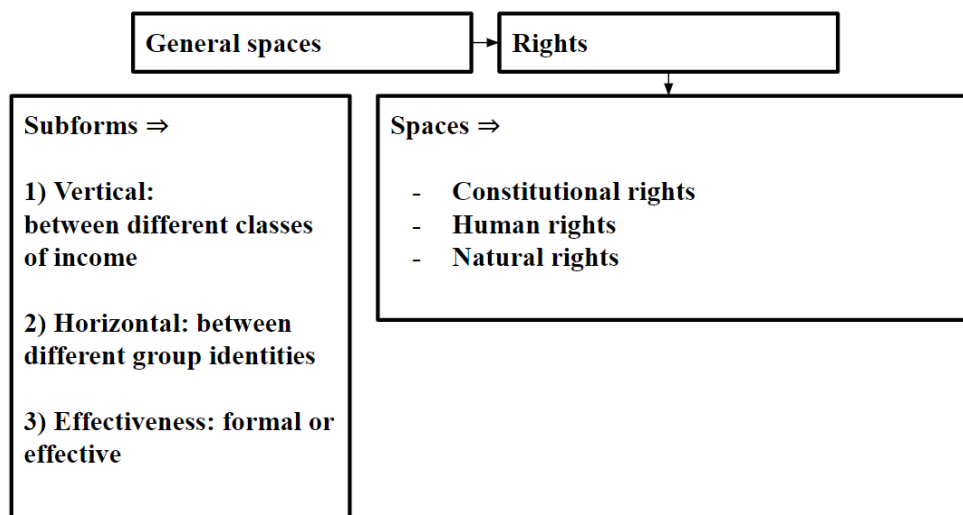 General spaces
Rights
Subforms ⇒
1) Vertical:
between different classes
of income
2) Horizontal: between
different group identities
3) Effectiveness: formal or
effective
Spaces ⇒
- Constitutional rights
- Human rights
- Natural rights